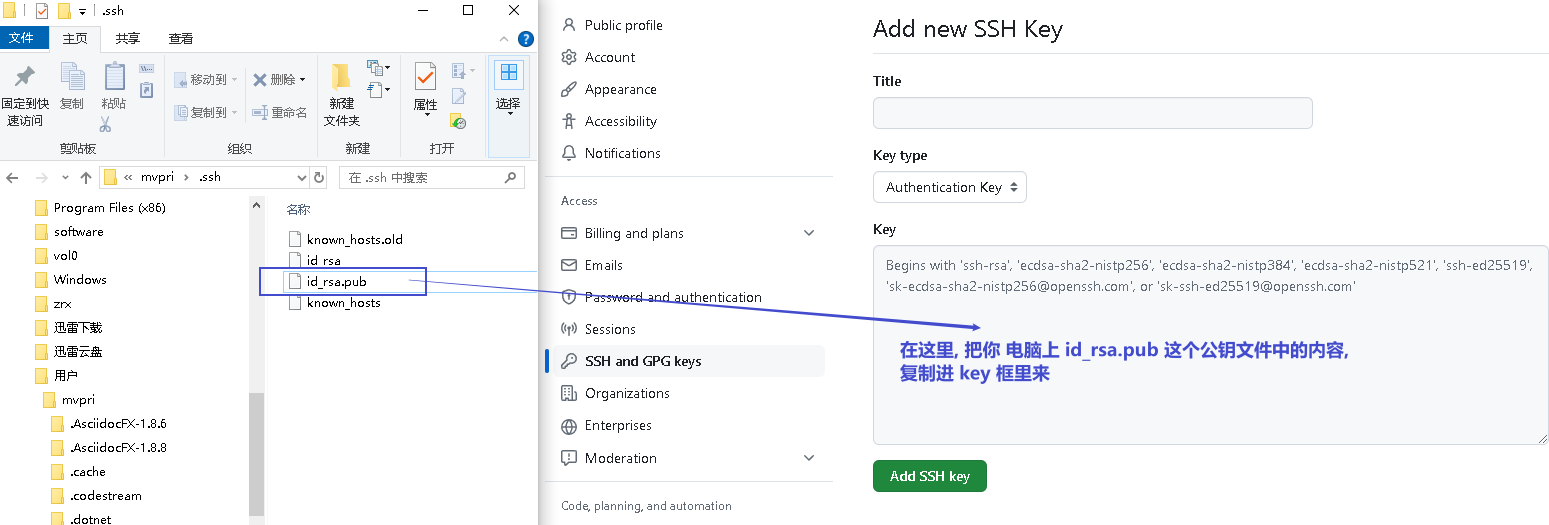 .ssh
文件
主页
共享
查看
固定到快
速访问
复制
粘贴
移动到
复制到
删除
重命名
新建
文件夹
属性
选择
剪贴板
组织
新建
打开
« mvpri › .ssh
在 .ssh 中搜索
Program Files (x86)
software
vol0
Windows
zrx
迅雷下载
迅雷云盘
用户
mvpri
.AsciidocFX-1.8.6
.AsciidocFX-1.8.8
.cache
.codestream
.dotnet
名称
known_hosts.old
id_rsa
id_rsa.pub
known_hosts
Public profile
Account
Appearance
Accessibility
Notifications
Access
Billing and plans
Emails
Password and authentication
Sessions
SSH and GPG keys
Organizations
Enterprises
Moderation
Code, planning, and automation
Add new SSH Key
Title
Key type
Authentication Key
Key
Begins with 'ssh-rsa', 'ecdsa-sha2-nistp256', 'ecdsa-sha2-nistp384', 'ecdsa-sha2-nistp521', 'ssh-ed25519',
'sk-ecdsa-sha2-nistp256@openssh.com', or 'sk-ssh-ed25519@openssh.com'
在这里, 把你 电脑上 id_rsa.pub 这个公钥文件中的内容,
复制进 key 框里来
Add SSH key